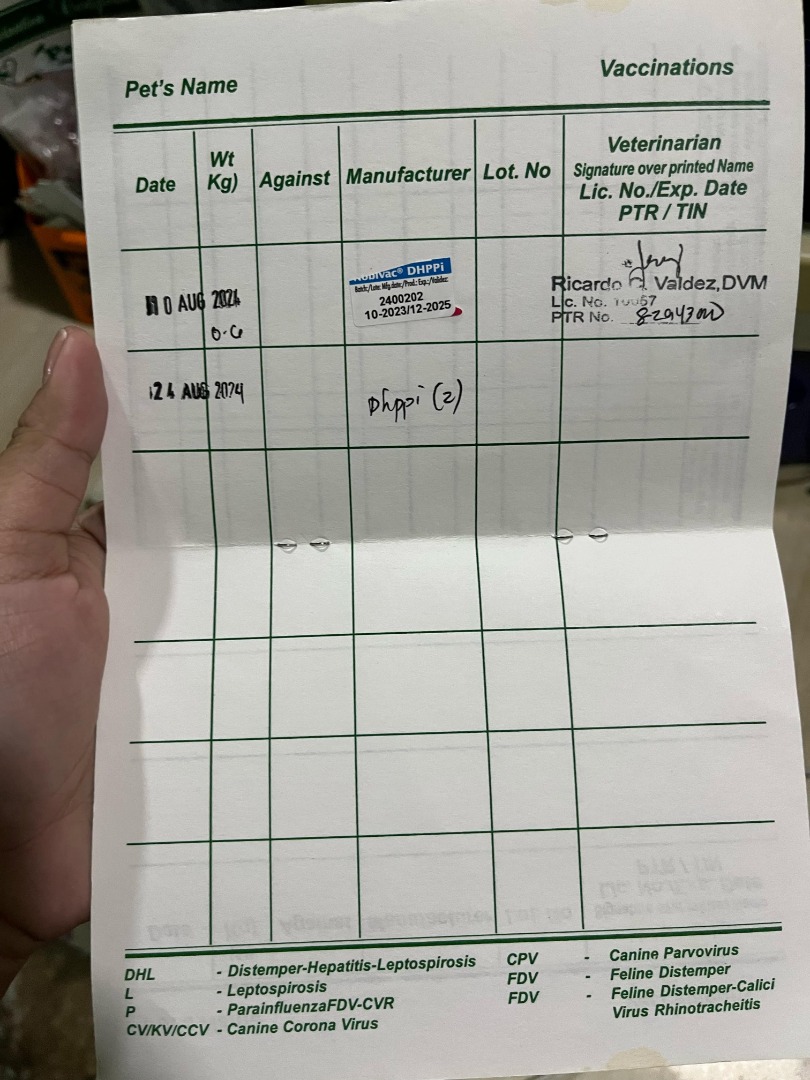 Pet's Name
Vaccinations
Date
Wt
Kg)
Against
Manufacturer
Lot. No
Veterinarian
Signature over printed Name
Lic. No./Exp. Date
PTR / TIN
10 AUG 2024
0.6
Nobivac® DHPPi
2400202
10-2023/12-2025
Ricardo Valdez,DVM
Lic. No.
PTR No.
24 AUG 2024
Dhppi (2)
DHL - Distemper-Hepatitis-Leptospirosis
L - Leptospirosis
P - ParainfluenzaFDV-CVR
CV/KV/CCV - Canine Corona Virus
CPV - Canine Parvovirus
FDV - Feline Distemper
FDV - Feline Distemper-Calici
Virus Rhinotracheitis